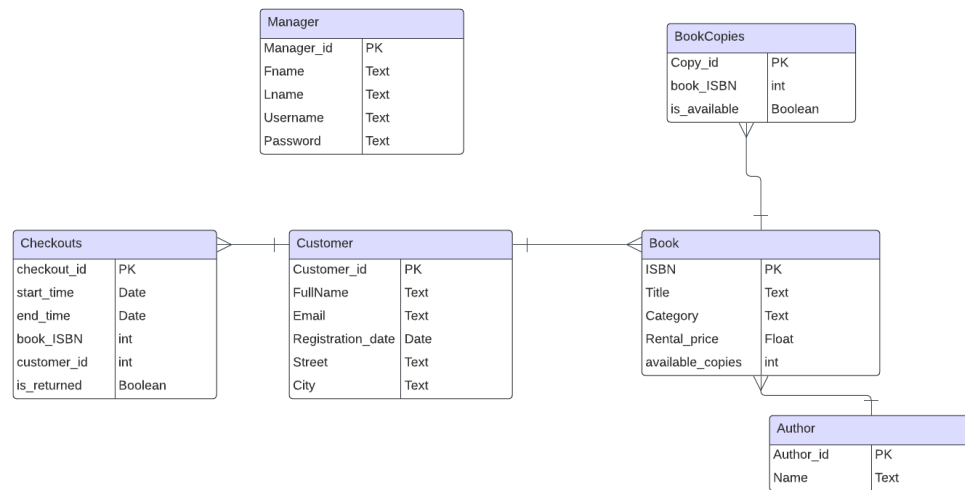 Manager
Manager_id PK
Fname Text
Lname Text
Username Text
Password Text
BookCopies
Copy_id PK
book_ISBN int
is_available Boolean
Checkouts
checkout_id PK
start_time Date
end_time Date
book_ISBN int
customer_id int
is_returned Boolean
Customer
Customer_id PK
FullName Text
Email Text
Registration_date Date
Street Text
City Text
Book
ISBN PK
Title Text
Category Text
Rental_price Float
available_copies int
Author
Author_id PK
Name Text